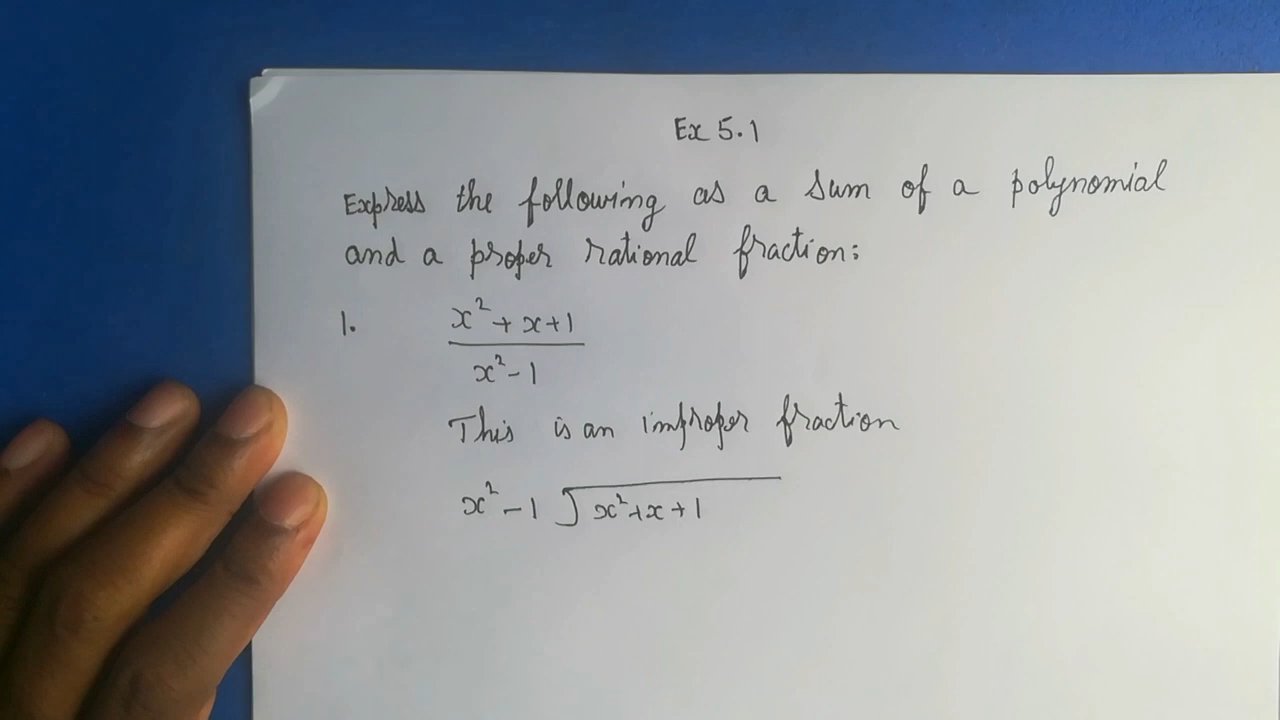 Ex 5.1
Express the following as a sum of a polynomial
and a proper rational fraction:
1. x² + x + 1
x² - 1
This is an improper fraction
x² - 1 ) x² + x + 1